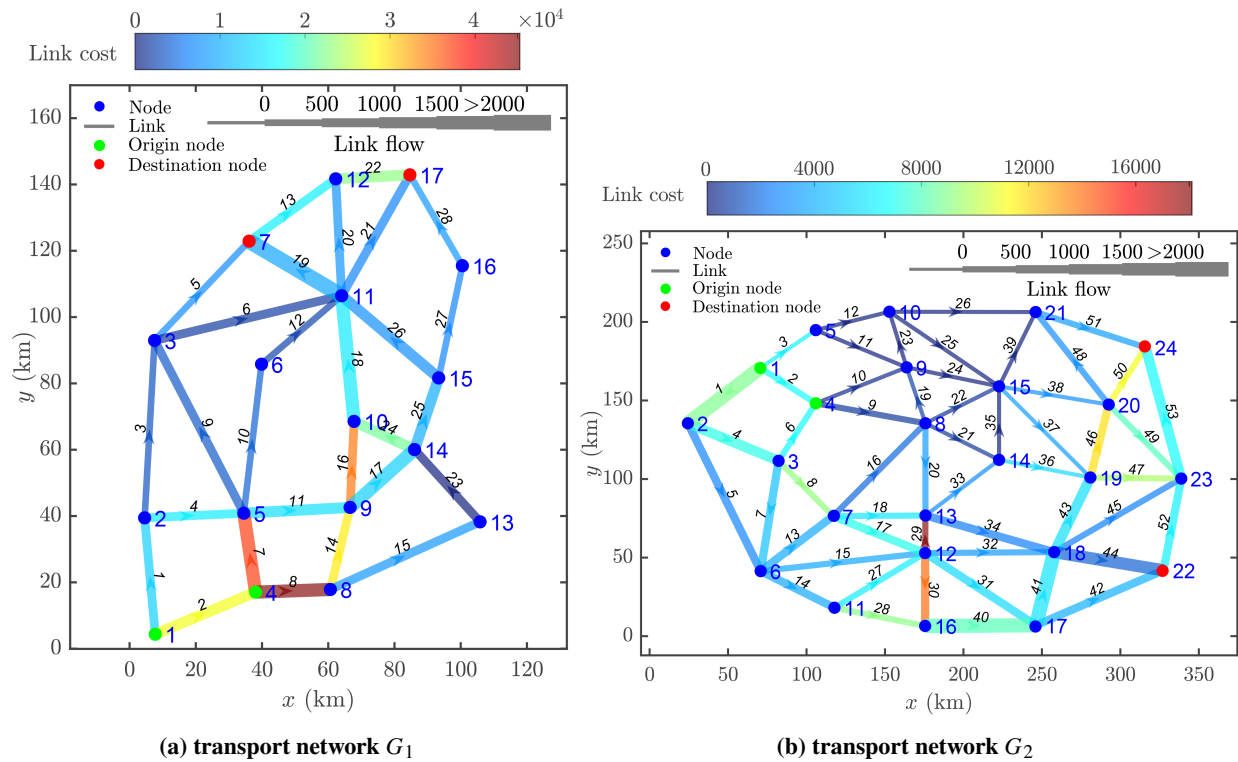 0 1 2 3 4 ×10⁴
Link cost
160
140
120
100
80
60
40
20
0
y (km)
0 500 1000 1500 >2000
Link flow
Node
Link
Origin node
Destination node
12 22 17
13 28
7 20 21
19 16
5 11
6 12 26 27
3 18
6 15
9 25
3 10 10 24 14
16 17 23
2 4 5 11 9 13
1 7 14 15
2 4 8 8
1
0 20 40 60 80 100 120
x (km)
(a) transport network G₁
0 4000 8000 12000 16000
Link cost
250
200
150
100
50
0
y (km)
0 500 1000 1500 >2000
Link flow
Node
Link
Origin node
Destination node
10 26 21
5 12 51
3 11 23 25 39 24
1 9 48 50
2 10 24 15 38 20
1 4 9 19 22 53
2 8 21 35 37 46 49
4 6 16 14 36 47
3 8 20 33 19 23
5 7 7 18 13 34 43 45
13 17 29 52
6 15 12 32 18 44 22
14 27 30 31 41 42
11 28 16 40 17
0 50 100 150 200 250 300 350
x (km)
(b) transport network G₂